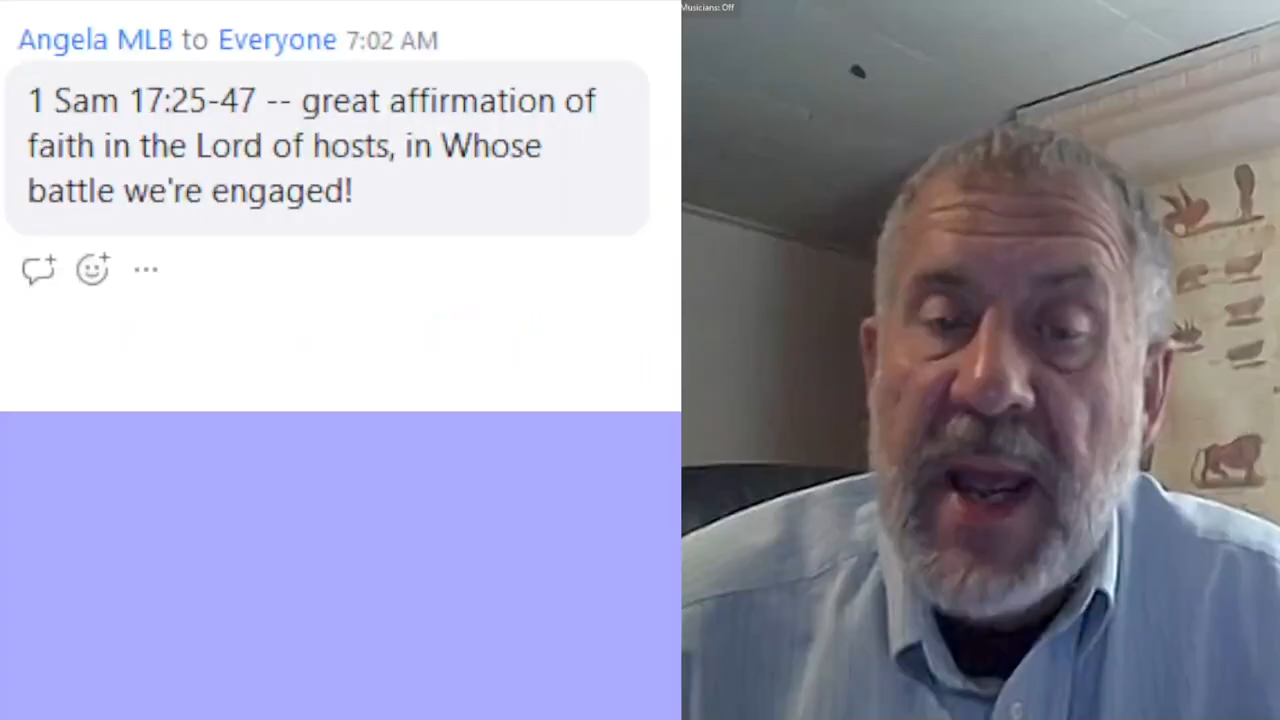 Angela MLB to Everyone 7:02 AM
1 Sam 17:25-47 -- great affirmation of
faith in the Lord of hosts, in Whose
battle we're engaged!
Musicians: Off